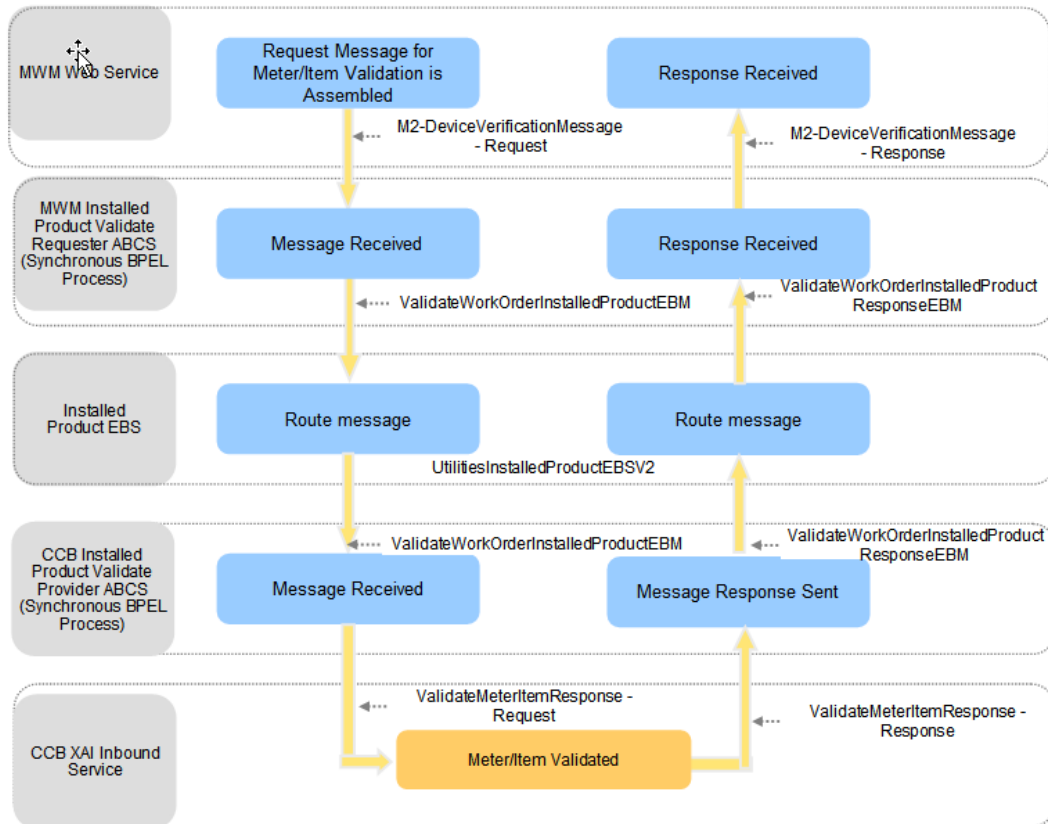 MWM Web Service
Request Message for
Meter/Item Validation is
Assembled
Response Received
M2-DeviceVerificationMessage
- Request
M2-DeviceVerificationMessage
- Response
MWM Installed
Product Validate
Requester ABCS
(Synchronous BPEL
Process)
Message Received
Response Received
ValidateWorkOrderInstalledProductEBM
ValidateWorkOrderInstalledProduct
ResponseEBM
Installed
Product EBS
Route message
Route message
UtilitiesInstalledProductEBSV2
CCB Installed
Product Validate
Provider ABCS
(Synchronous BPEL
Process)
ValidateWorkOrderInstalledProductEBM
ValidateWorkOrderInstalledProduct
ResponseEBM
Message Received
Message Response Sent
CCB XAI Inbound
Service
ValidateMeterItemResponse -
Request
ValidateMeterItemResponse -
Response
Meter/Item Validated